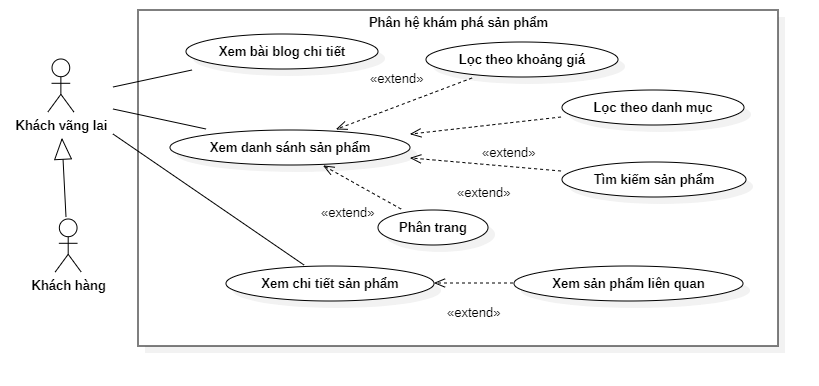 Phân hệ khám phá sản phẩm
Xem bài blog chi tiết
Lọc theo khoảng giá
«extend»
Lọc theo danh mục
Khách vãng lai
Xem danh sánh sản phẩm
«extend»
Tìm kiếm sản phẩm
«extend»
«extend»
Phân trang
Khách hàng
Xem chi tiết sản phẩm
Xem sản phẩm liên quan
«extend»